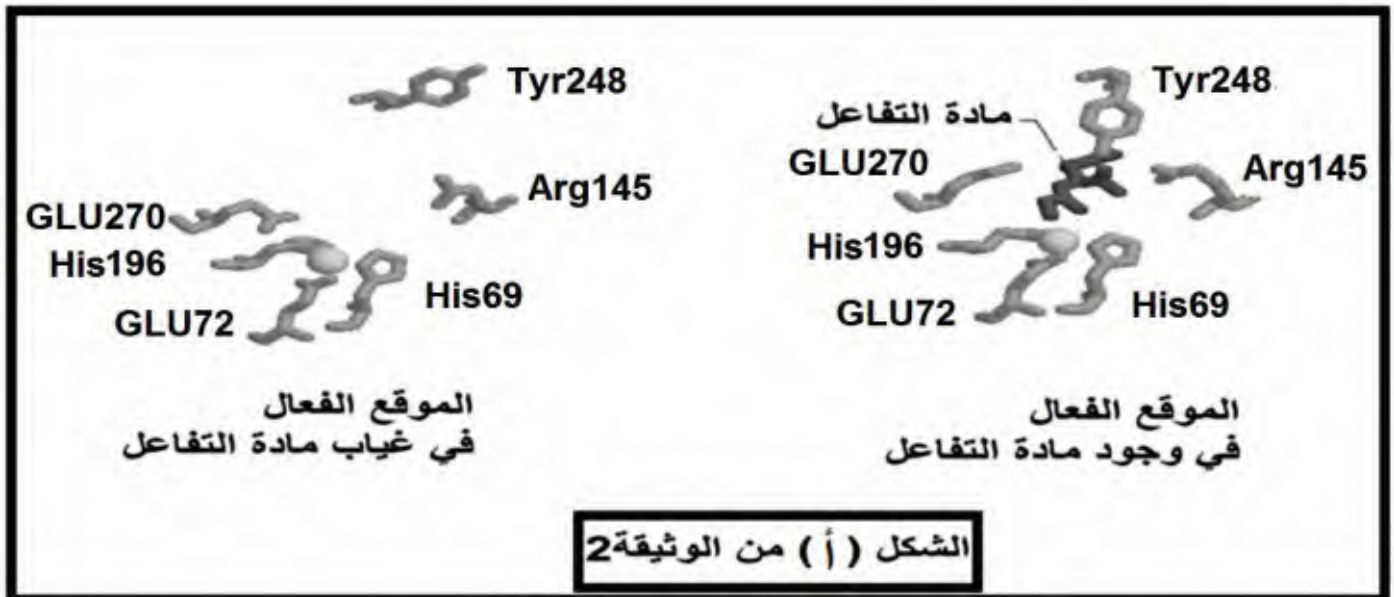 Tyr248
Arg145
GLU270
His196
GLU72
His69
الموقع الفعال
في غياب مادة التفاعل
Tyr248
مادة التفاعل
GLU270
Arg145
His196
GLU72
His69
الموقع الفعال
في وجود مادة التفاعل
الشكل (أ) من الوثيقة2